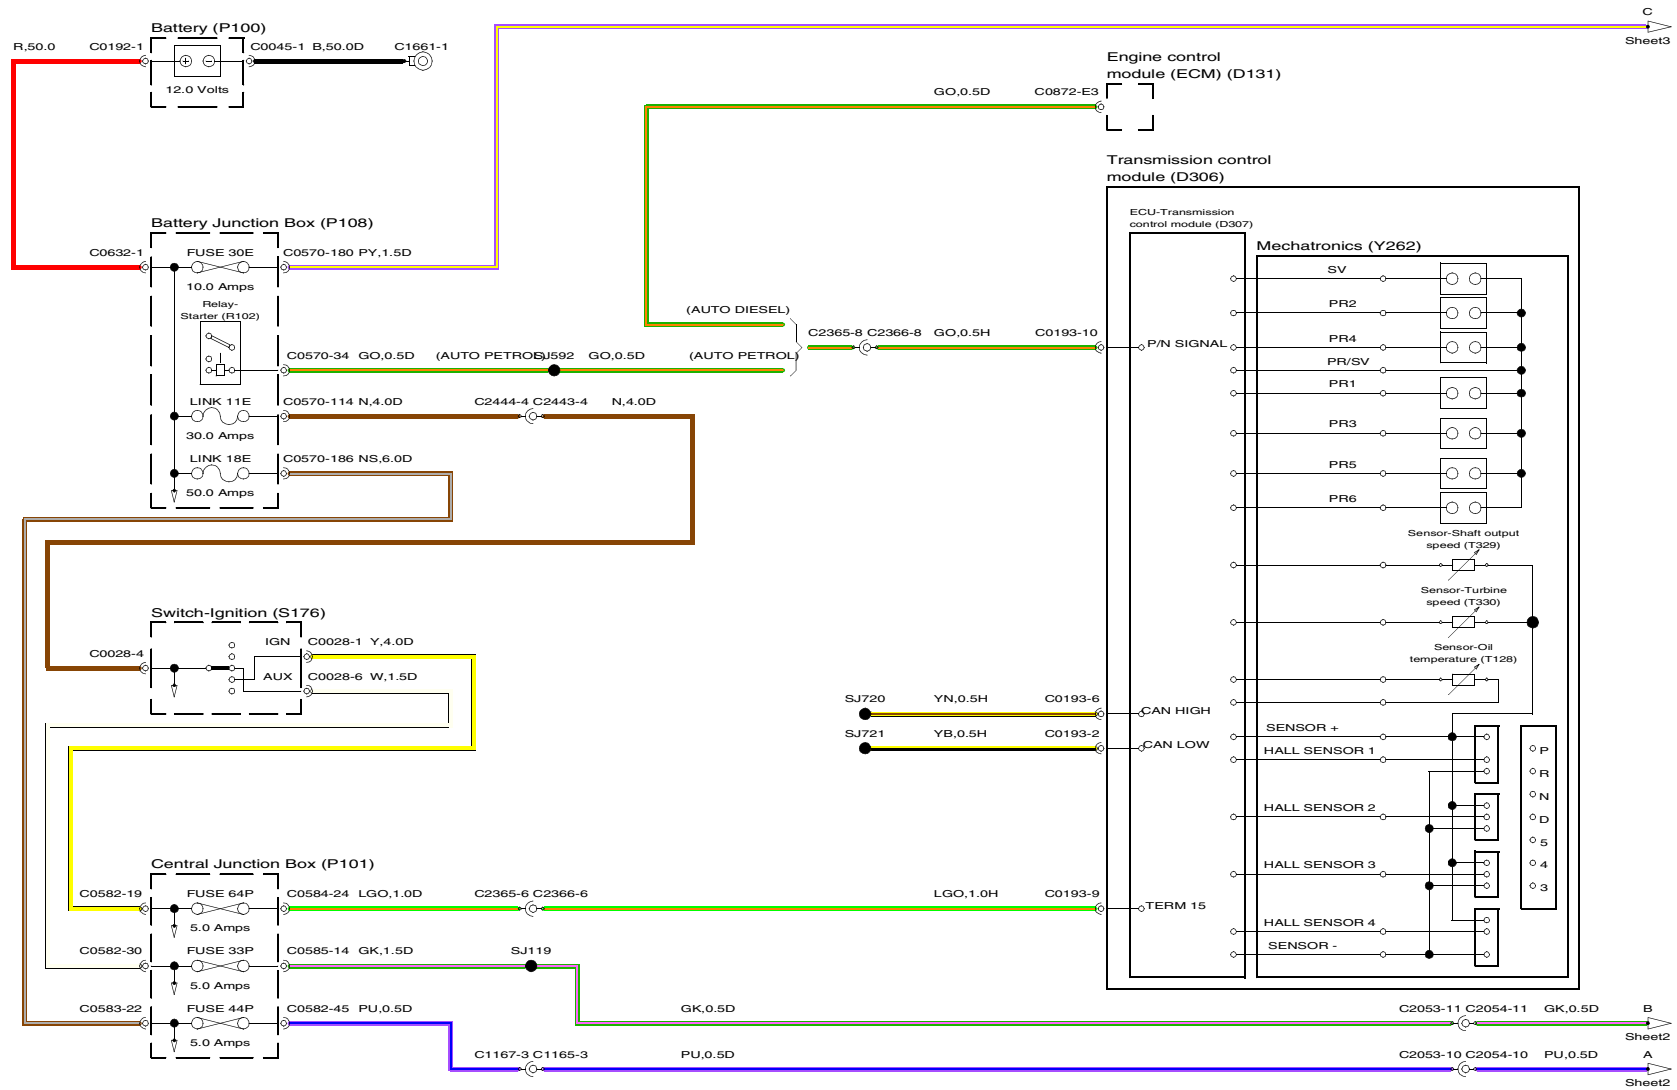 C
Sheet3
Battery (P100)
R,50.0 C0192-1 C0045-1 B,50.0D C1661-1
12.0 Volts
Engine control
module (ECM) (D131)
GO,0.5D C0872-E3
Transmission control
module (D306)
ECU-Transmission
control module (D307)
Mechatronics (Y262)
Battery Junction Box (P108)
C0632-1 FUSE 30E C0570-180 PY,1.5D
10.0 Amps
Relay-
Starter (R102)
(AUTO DIESEL)
C2365-8 C2366-8 GO,0.5H C0193-10 P/N SIGNAL
C0570-34 GO,0.5D (AUTO PETROL) SJ592 GO,0.5D (AUTO PETROL)
LINK 11E C0570-114 N,4.0D C2444-4 C2443-4 N,4.0D
30.0 Amps
LINK 18E C0570-186 NS,6.0D
50.0 Amps
SV
PR2
PR4
PR/SV
PR1
PR3
PR5
PR6
Sensor-Shaft output
speed (T329)
Sensor-Turbine
speed (T330)
Sensor-Oil
temperature (T128)
Switch-Ignition (S176)
IGN C0028-1 Y,4.0D
C0028-4
AUX C0028-6 W,1.5D
SJ720 YN,0.5H C0193-6 CAN HIGH
SJ721 YB,0.5H C0193-2 CAN LOW
SENSOR +
HALL SENSOR 1
HALL SENSOR 2
HALL SENSOR 3
HALL SENSOR 4
SENSOR -
P
R
N
D
5
4
3
Central Junction Box (P101)
C0582-19 FUSE 64P C0584-24 LGO,1.0D C2365-6 C2366-6 LGO,1.0H C0193-9 TERM 15
5.0 Amps
C0582-30 FUSE 33P C0585-14 GK,1.5D SJ119
5.0 Amps
C0583-22 FUSE 44P C0582-45 PU,0.5D GK,0.5D C2053-11 C2054-11 GK,0.5D B
Sheet2
5.0 Amps
C1167-3 C1165-3 PU,0.5D C2053-10 C2054-10 PU,0.5D A
Sheet2